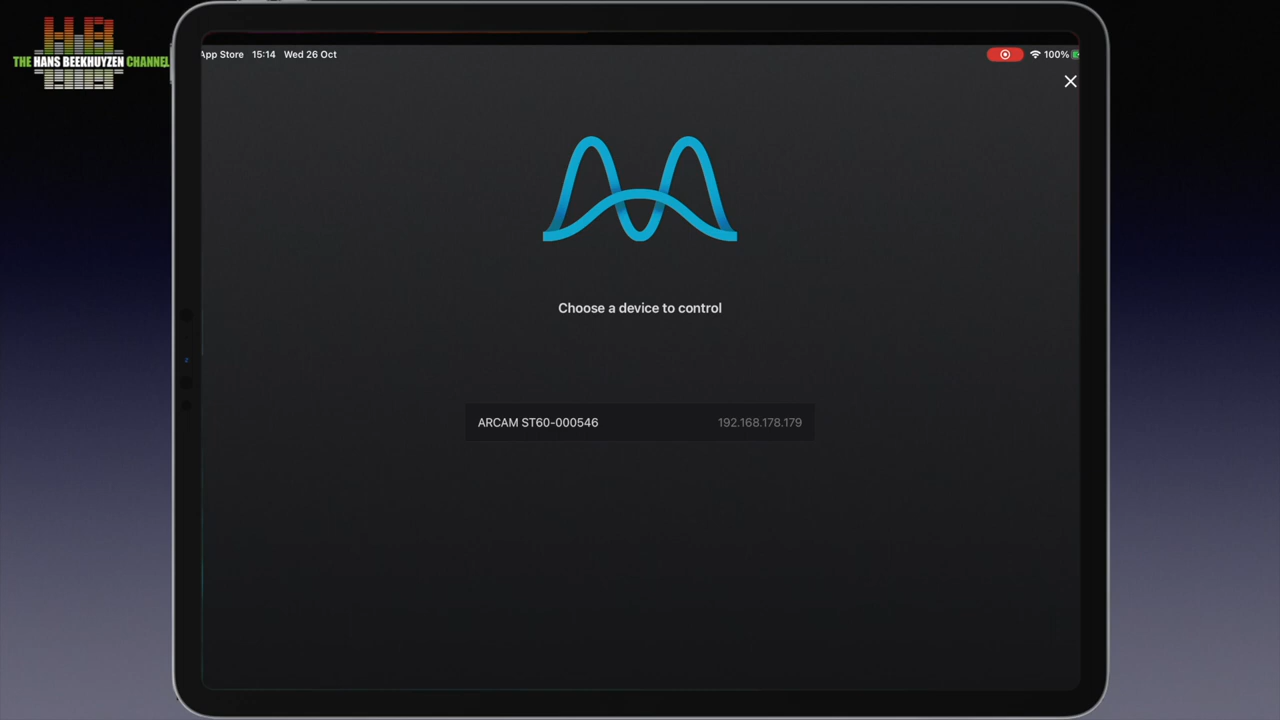 HB
THE HANS BEEKHUYZEN CHANNEL
App Store 15:14 Wed 26 Oct
100%
Choose a device to control
ARCAM ST60-000546 192.168.178.179